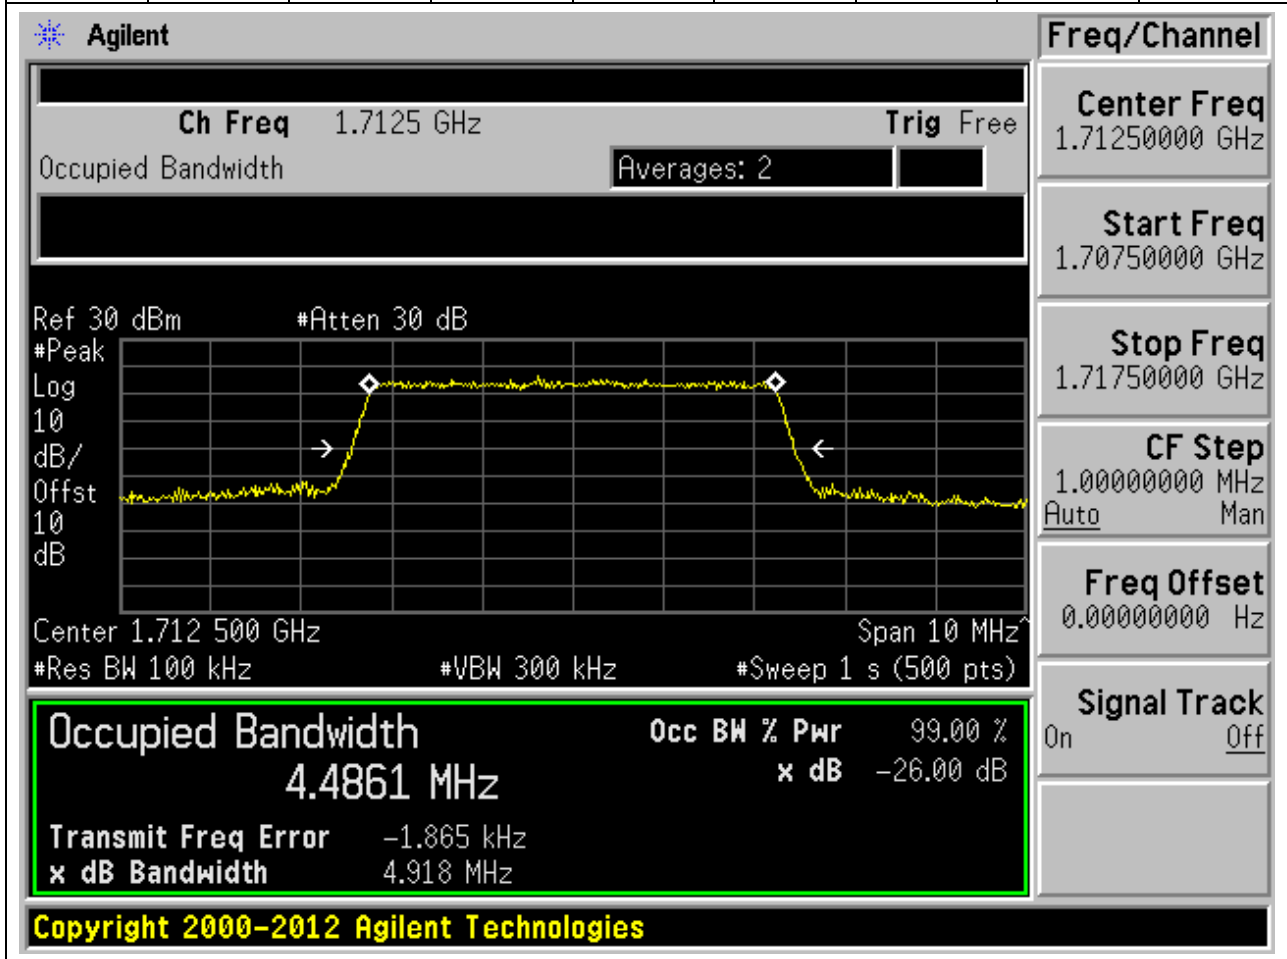 Agilent
Freq/Channel
Ch Freq 1.7125 GHz Trig Free
Occupied Bandwidth Averages: 2
Ref 30 dBm #Atten 30 dB
#Peak
Log
10
dB/
Offst
10
dB
Center 1.712 500 GHz Span 10 MHz^
#Res BW 100 kHz #VBW 300 kHz #Sweep 1 s (500 pts)
Occupied Bandwidth Occ BW % Pwr 99.00 %
4.4861 MHz x dB -26.00 dB
Transmit Freq Error -1.865 kHz
x dB Bandwidth 4.918 MHz
Center Freq
1.71250000 GHz
Start Freq
1.70750000 GHz
Stop Freq
1.71750000 GHz
CF Step
1.00000000 MHz
Auto Man
Freq Offset
0.00000000 Hz
Signal Track
On Off
Copyright 2000-2012 Agilent Technologies